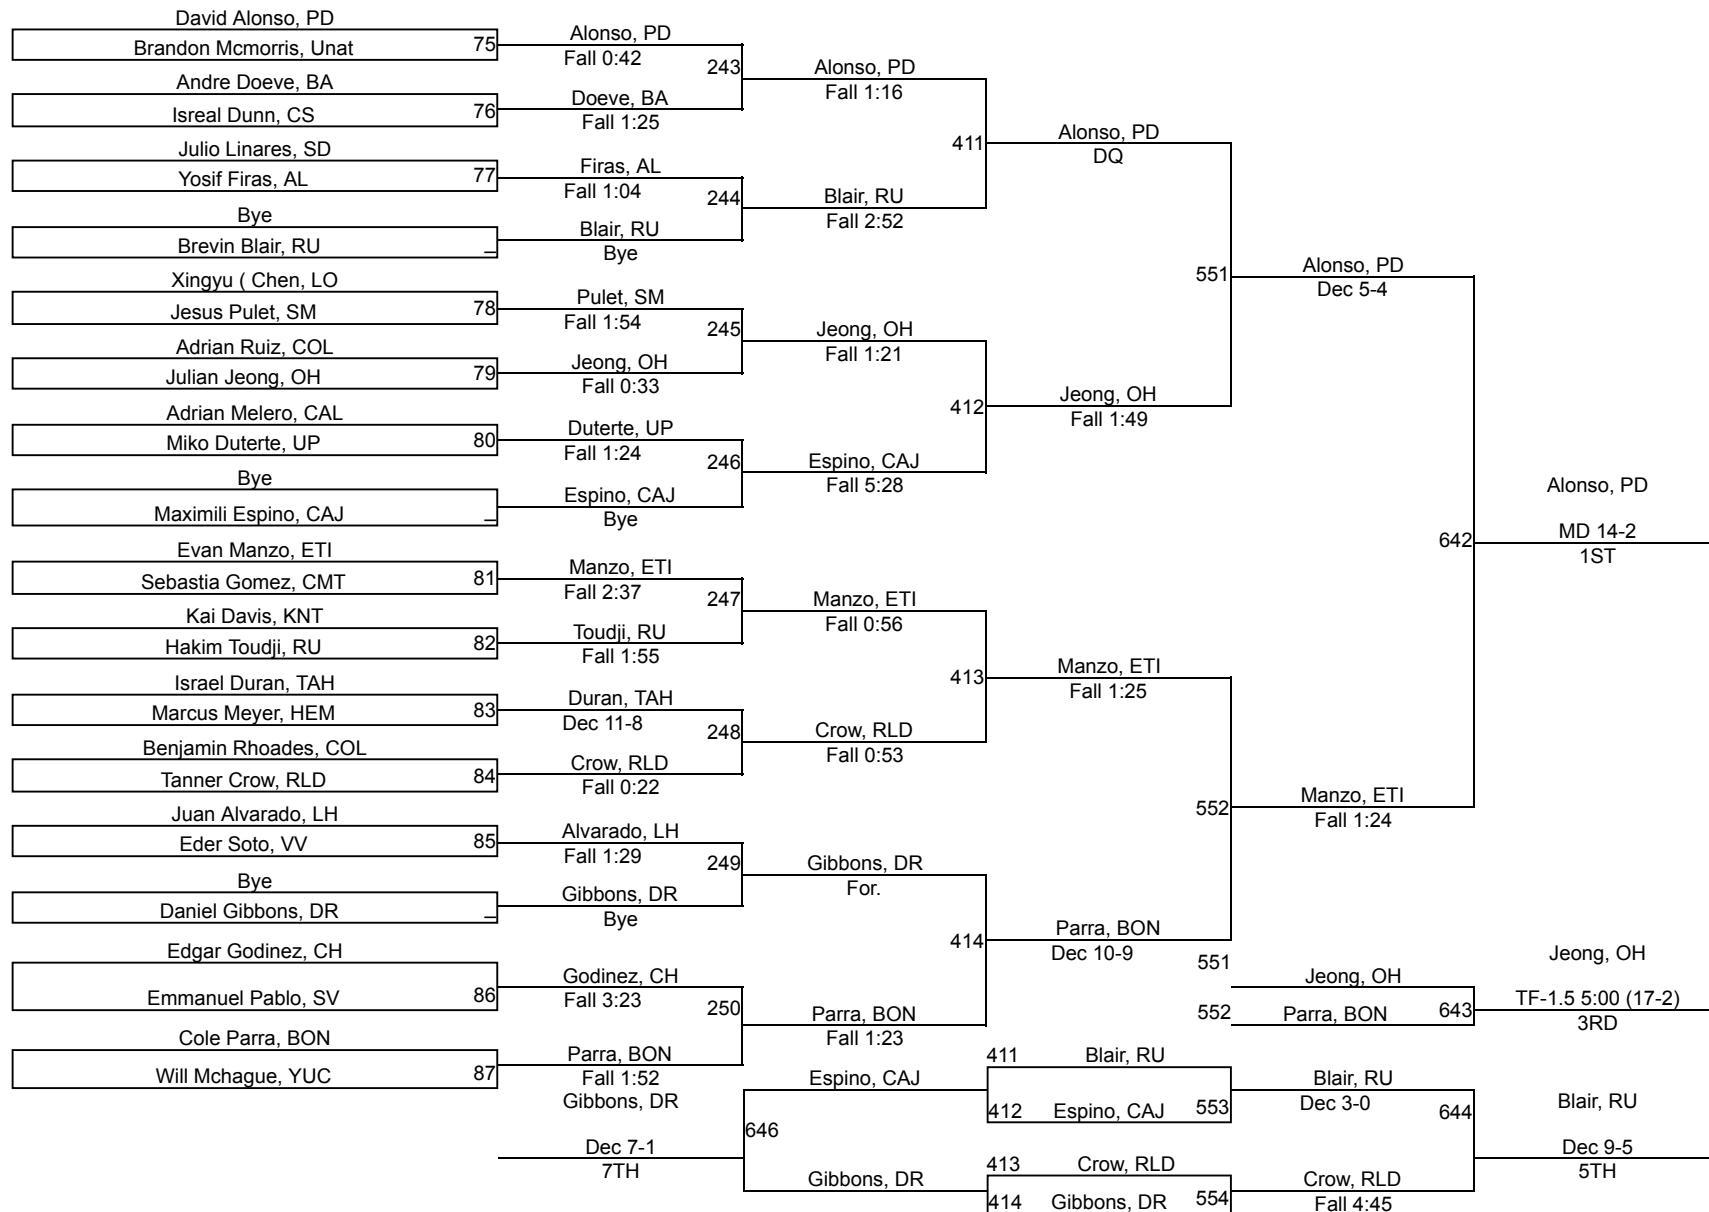 David Alonso, PD
Brandon Mcmorris, Unat 75
Andre Doeve, BA
Isreal Dunn, CS 76
Julio Linares, SD
Yosif Firas, AL 77
Bye
Brevin Blair, RU _
Xingyu ( Chen, LO
Jesus Pulet, SM 78
Adrian Ruiz, COL
Julian Jeong, OH 79
Adrian Melero, CAL
Miko Duterte, UP 80
Bye
Maximili Espino, CAJ _
Evan Manzo, ETI
Sebastia Gomez, CMT 81
Kai Davis, KNT
Hakim Toudji, RU 82
Israel Duran, TAH
Marcus Meyer, HEM 83
Benjamin Rhoades, COL
Tanner Crow, RLD 84
Juan Alvarado, LH
Eder Soto, VV 85
Bye
Daniel Gibbons, DR _
Edgar Godinez, CH
Emmanuel Pablo, SV 86
Cole Parra, BON
Will Mchague, YUC 87
Alonso, PD
Fall 0:42
243
Doeve, BA
Fall 1:25
Firas, AL
Fall 1:04
244
Blair, RU
Bye
Pulet, SM
Fall 1:54
245
Jeong, OH
Fall 0:33
Duterte, UP
Fall 1:24
246
Espino, CAJ
Bye
Manzo, ETI
Fall 2:37
247
Toudji, RU
Fall 1:55
Duran, TAH
Dec 11-8
248
Crow, RLD
Fall 0:22
Alvarado, LH
Fall 1:29
249
Gibbons, DR
Bye
Godinez, CH
Fall 3:23
250
Parra, BON
Fall 1:52
Gibbons, DR
Dec 7-1
7TH
Alonso, PD
Fall 1:16
411
Blair, RU
Fall 2:52
Jeong, OH
Fall 1:21
412
Espino, CAJ
Fall 5:28
Manzo, ETI
Fall 0:56
413
Crow, RLD
Fall 0:53
Gibbons, DR
For.
414
Parra, BON
Fall 1:23
Espino, CAJ
646
Gibbons, DR
Alonso, PD
DQ
551
Jeong, OH
Fall 1:49
Manzo, ETI
Fall 1:25
552
Parra, BON
Dec 10-9
411 Blair, RU
412 Espino, CAJ 553
413 Crow, RLD
414 Gibbons, DR 554
Alonso, PD
Dec 5-4
642
Manzo, ETI
Fall 1:24
551 Jeong, OH
552 Parra, BON 643
Blair, RU
Dec 3-0
644
Crow, RLD
Fall 4:45
Alonso, PD
MD 14-2
1ST
Jeong, OH
TF-1.5 5:00 (17-2)
3RD
Blair, RU
Dec 9-5
5TH